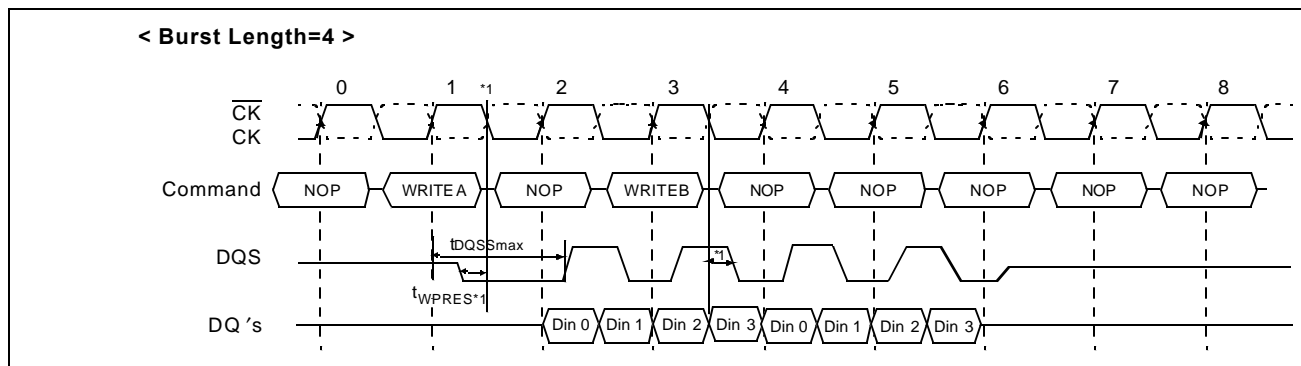 < Burst Length=4 >
0 1 *1 2 3 4 5 6 7 8
CK
CK
Command NOP WRITEA NOP WRITEB NOP NOP NOP NOP NOP
DQS tDQSSmax *1
tWPRES*1
DQ ′s Din 0 Din 1 Din 2 Din 3 Din 0 Din 1 Din 2 Din 3